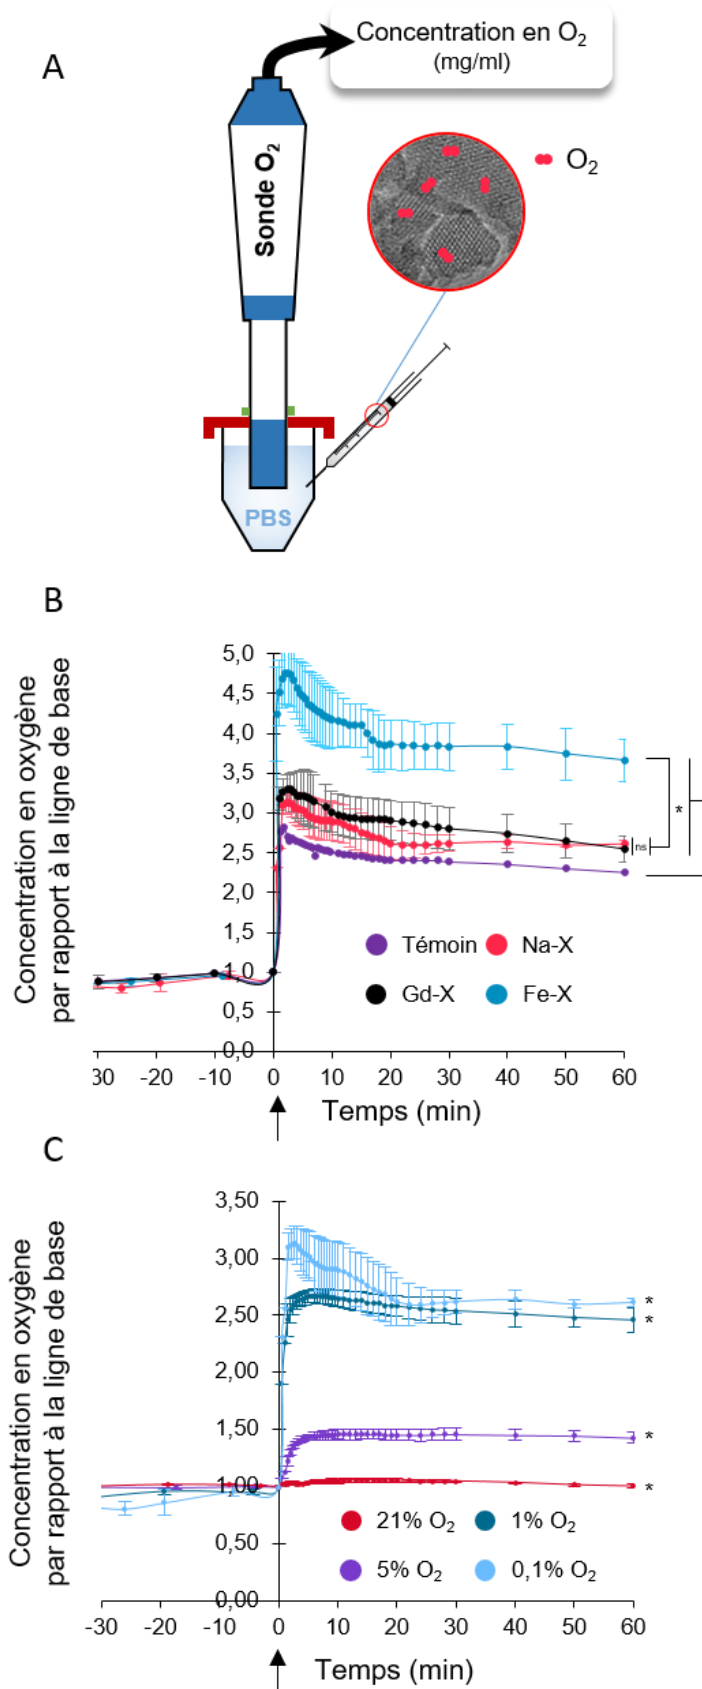 A
Concentration en O₂
(mg/ml)
Sonde O₂
O₂
PBS
B
Concentration en oxygène
par rapport à la ligne de base
5,0
4,5
4,0
3,5
3,0
2,5
2,0
1,5
1,0
0,5
0,0
*
ns
Témoin
Na-X
Gd-X
Fe-X
30 -20 -10 0 10 20 30 40 50 60
Temps (min)
C
Concentration en oxygène
par rapport à la ligne de base
3,50
3,00
2,50
2,00
1,50
1,00
0,50
0,00
*
*
*
*
21% O₂
1% O₂
5% O₂
0,1% O₂
-30 -20 -10 0 10 20 30 40 50 60
Temps (min)